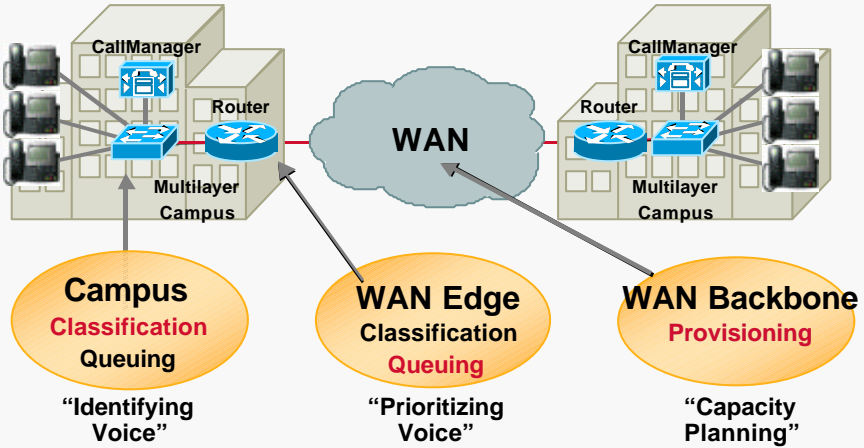 CallManager
Router
Multilayer
Campus
WAN
CallManager
Router
Multilayer
Campus
Campus
Classification
Queuing
“Identifying
Voice”
WAN Edge
Classification
Queuing
“Prioritizing
Voice”
WAN Backbone
Provisioning
“Capacity
Planning”